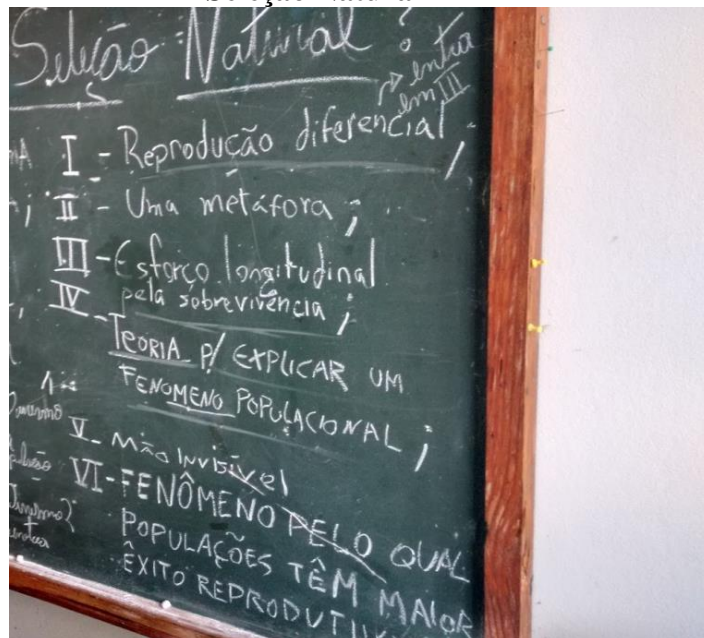 Seleção Natural?
→ entra
em III
I - Reprodução diferencial;
II - Uma metáfora;
III - Esforço longitudinal
pela sobrevivência;
IV - TEORIA P/ EXPLICAR UM
FENOMENO POPULACIONAL;
V - Mão Invisível
VI - FENÔMENO PELO QUAL
POPULAÇÕES TÊM MAIOR
ÊXITO REPRODUTIV